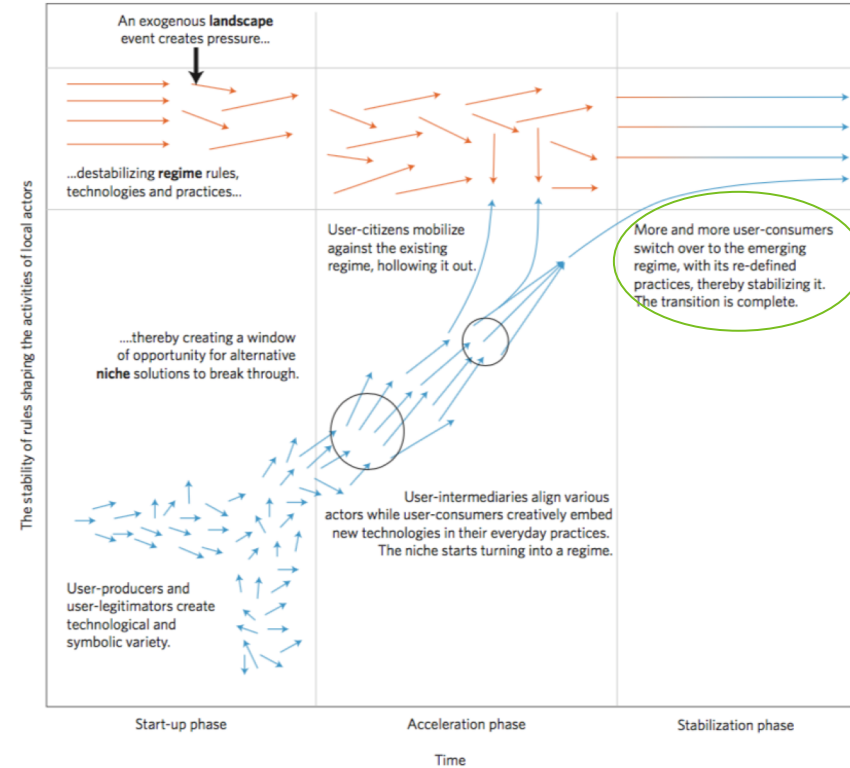 An exogenous landscape
event creates pressure...
...destabilizing regime rules,
technologies and practices...
User-citizens mobilize
against the existing
regime, hollowing it out.
More and more user-consumers
switch over to the emerging
regime, with its re-defined
practices, thereby stabilizing it.
The transition is complete.
....thereby creating a window
of opportunity for alternative
niche solutions to break through.
User-intermediaries align various
actors while user-consumers creatively embed
new technologies in their everyday practices.
The niche starts turning into a regime.
User-producers and
user-legitimators create
technological and
symbolic variety.
The stability of rules shaping the activities of local actors
Start-up phase
Acceleration phase
Stabilization phase
Time